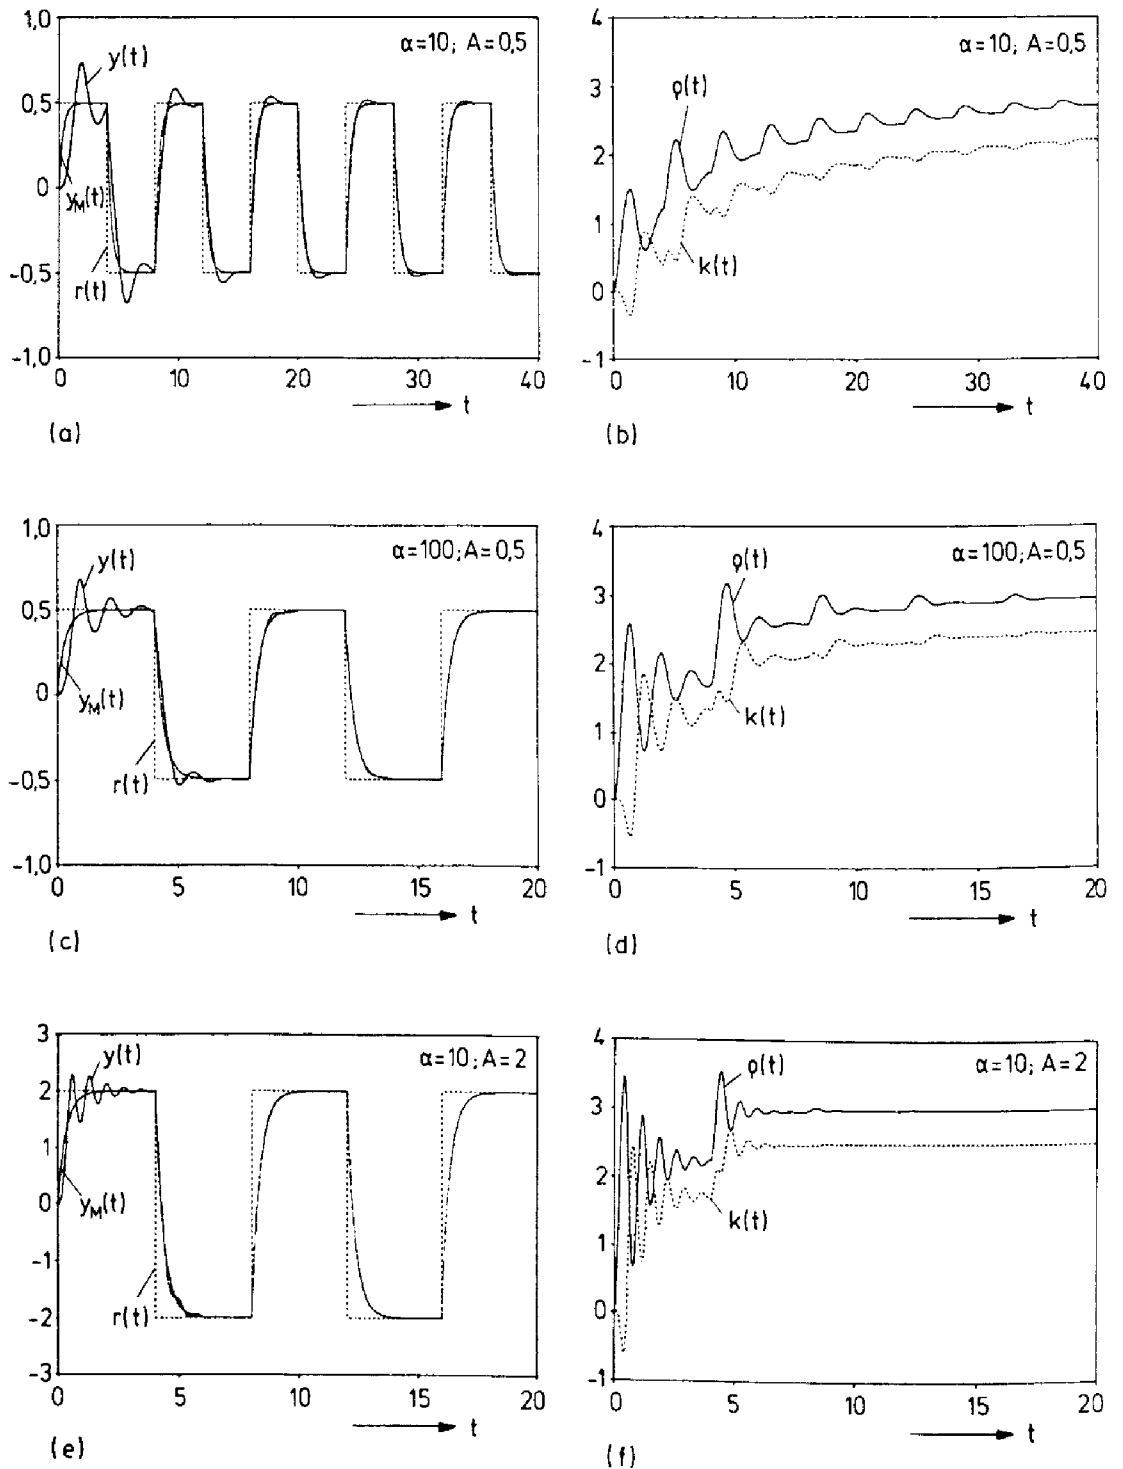 1,0
0,5
0
-0,5
-1,0
α=10; A=0,5
y(t)
y_M(t)
r(t)
0 10 20 30 40
t
(a)
4
3
2
1
0
-1
α=10; A=0,5
ρ(t)
k(t)
0 10 20 30 40
t
(b)
1,0
0,5
0
-0,5
-1,0
α=100; A=0,5
y(t)
y_M(t)
r(t)
0 5 10 15 20
t
(c)
4
3
2
1
0
-1
α=100; A=0,5
ρ(t)
k(t)
0 5 10 15 20
t
(d)
3
2
1
0
-1
-2
-3
α=10; A=2
y(t)
y_M(t)
r(t)
0 5 10 15 20
t
(e)
4
3
2
1
0
-1
α=10; A=2
ρ(t)
k(t)
0 5 10 15 20
t
(f)